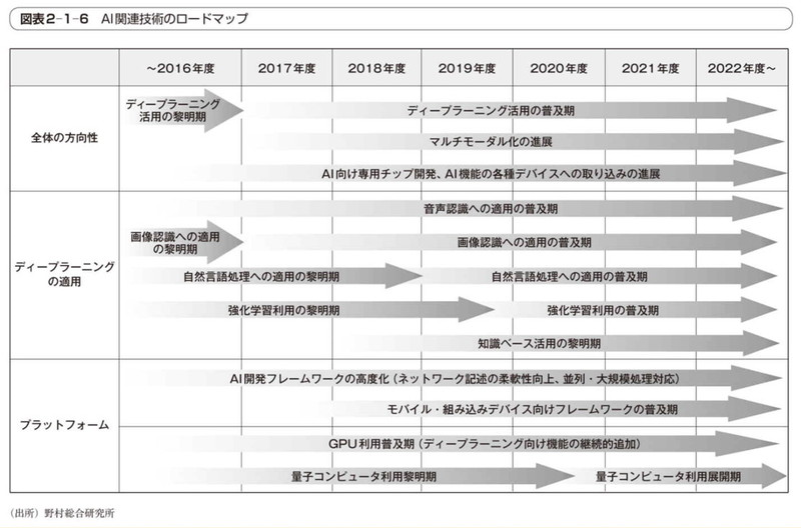 図表2-1-6 AI関連技術のロードマップ
～2016年度 2017年度 2018年度 2019年度 2020年度 2021年度 2022年度～
全体の方向性
ディープラーニング
活用の黎明期
ディープラーニング活用の普及期
マルチモーダル化の進展
AI向け専用チップ開発、AI機能の各種デバイスへの取り込みの進展
ディープラーニング
の適用
音声認識への適用の普及期
画像認識への適用
の黎明期
画像認識への適用の普及期
自然言語処理への適用の黎明期
自然言語処理への適用の普及期
強化学習利用の黎明期
強化学習利用の普及期
知識ベース活用の黎明期
プラットフォーム
AI開発フレームワークの高度化（ネットワーク記述の柔軟性向上、並列・大規模処理対応）
モバイル・組み込みデバイス向けフレームワークの普及期
GPU利用普及期（ディープラーニング向け機能の継続的追加）
量子コンピュータ利用黎明期
量子コンピュータ利用展開期
（出所）野村総合研究所